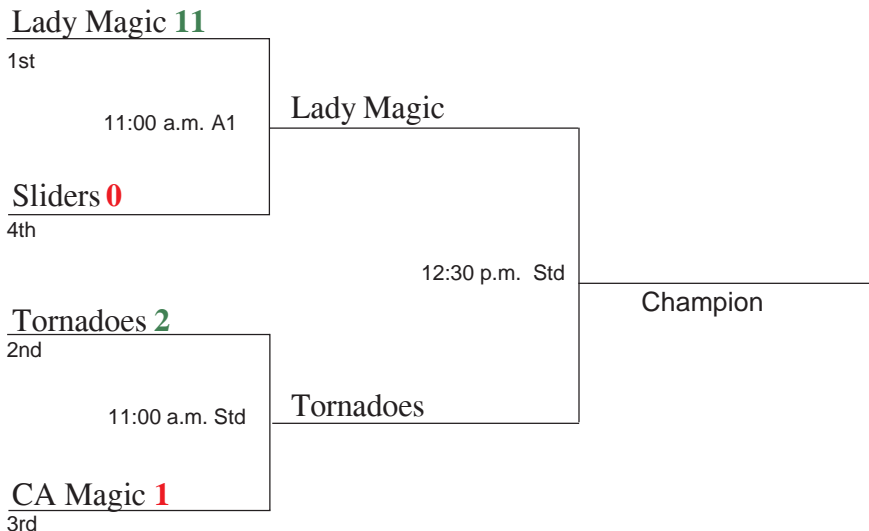 Lady Magic 11
1st
11:00 a.m. A1
Lady Magic
Sliders 0
4th
12:30 p.m. Std
Champion
Tornadoes 2
2nd
11:00 a.m. Std
Tornadoes
CA Magic 1
3rd